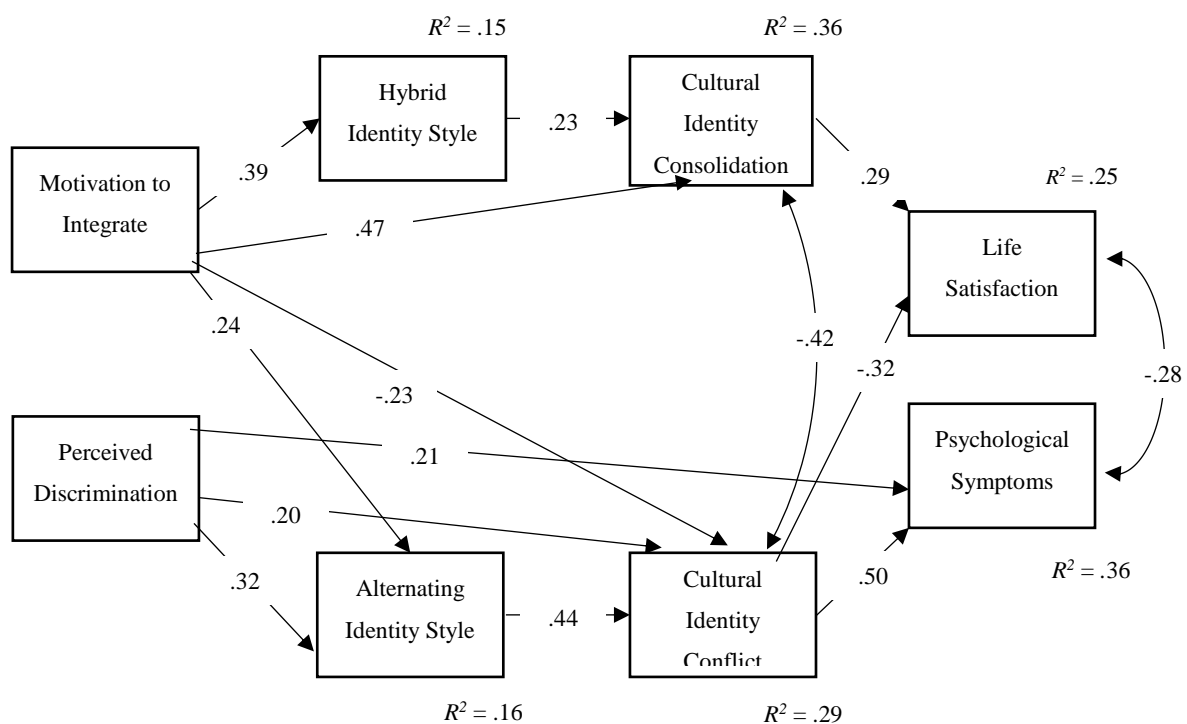 R² = .15
R² = .36
Hybrid
Identity Style
Cultural
Identity
Consolidation
.23
Motivation to
Integrate
.39
.47
.29
R² = .25
Life
Satisfaction
.24
-.42
-.32
-.28
-.23
Perceived
Discrimination
.21
Psychological
Symptoms
.20
.32
Alternating
Identity Style
.44
Cultural
Identity
Conflict
.50
R² = .36
R² = .16
R² = .29